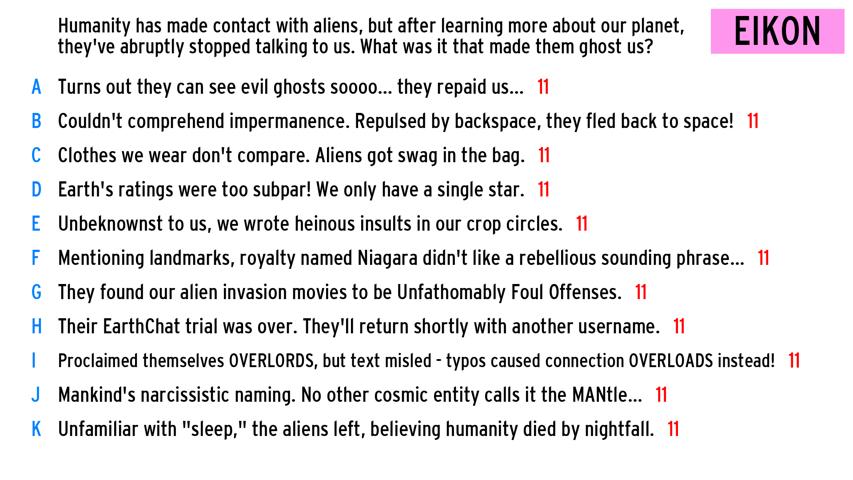 Humanity has made contact with aliens, but after learning more about our planet,
they've abruptly stopped talking to us. What was it that made them ghost us?
EIKON
A Turns out they can see evil ghosts soooo... they repaid us... 11
B Couldn't comprehend impermanence. Repulsed by backspace, they fled back to space! 11
C Clothes we wear don't compare. Aliens got swag in the bag. 11
D Earth's ratings were too subpar! We only have a single star. 11
E Unbeknownst to us, we wrote heinous insults in our crop circles. 11
F Mentioning landmarks, royalty named Niagara didn't like a rebellious sounding phrase... 11
G They found our alien invasion movies to be Unfathomably Foul Offenses. 11
H Their EarthChat trial was over. They'll return shortly with another username. 11
I Proclaimed themselves OVERLORDS, but text misled - typos caused connection OVERLOADS instead! 11
J Mankind's narcissistic naming. No other cosmic entity calls it the MANtle... 11
K Unfamiliar with "sleep," the aliens left, believing humanity died by nightfall. 11